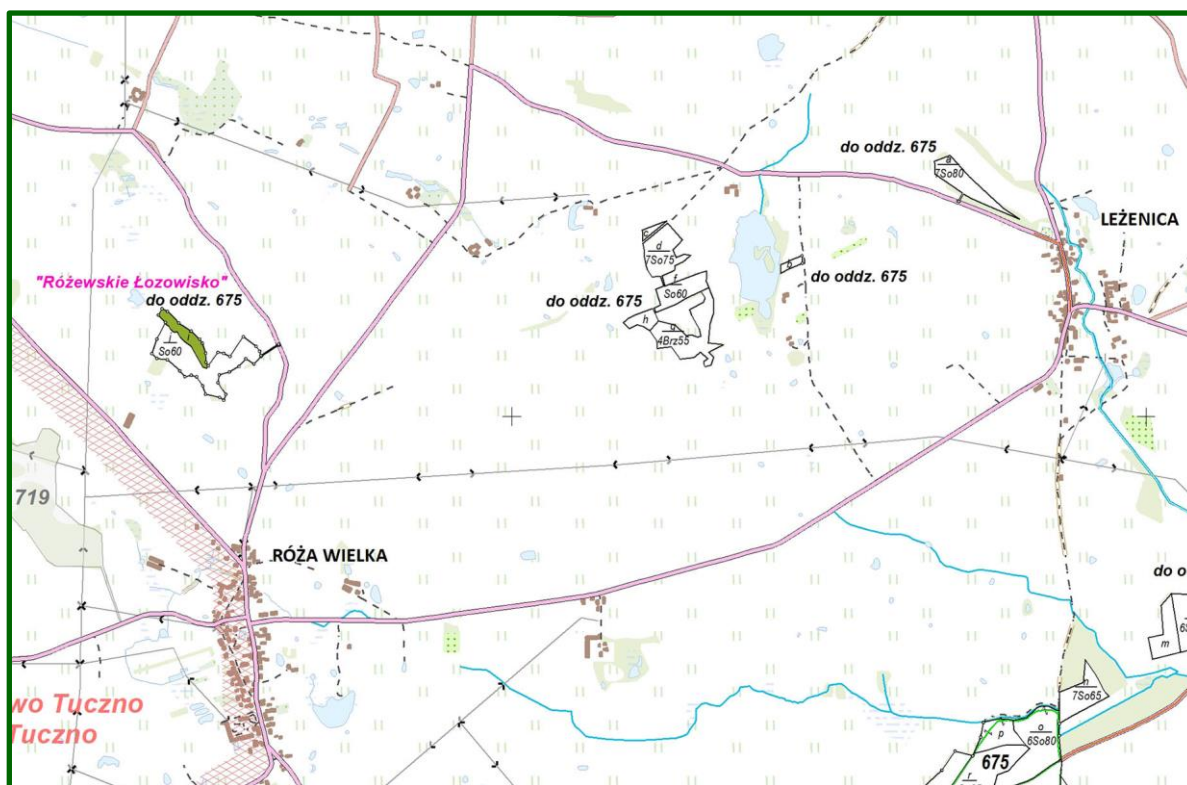 do oddz. 675
a
7So80
LEŻENICA
c
d
7So75
"Różewskie Łozowisko"
do oddz. 675
do oddz. 675
f
So60
b
do oddz. 675
h
g
4Brz55
i
So60
719
RÓŻA WIELKA
do o
m
n
7So65
wo Tuczno
Tuczno
p
o
6So80
675
r